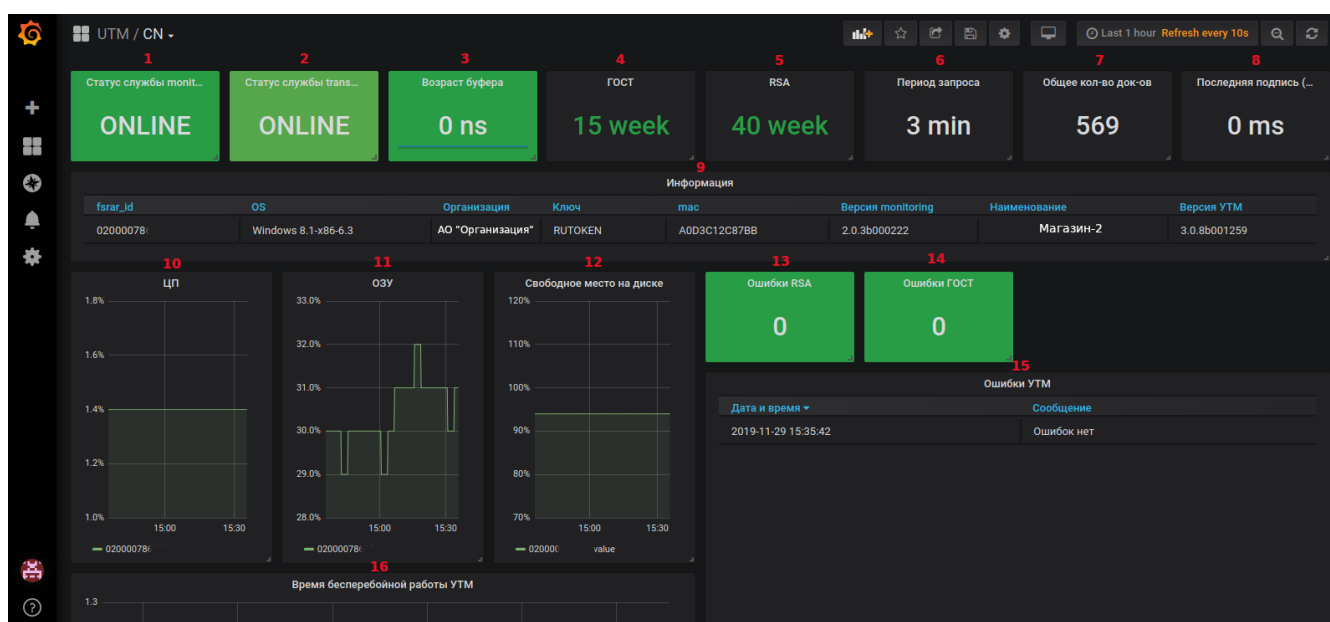 UTM / CN
Last 1 hour Refresh every 10s
1 2 3 4 5 6 7 8
Статус службы monit... Статус службы trans... Возраст буфера ГОСТ RSA Период запроса Общее кол-во док-ов Последняя подпись (...
ONLINE ONLINE 0 ns 15 week 40 week 3 min 569 0 ms
9
Информация
fsrar_id OS Организация Ключ mac Версия monitoring Наименование Версия УТМ
02000078 Windows 8.1-x86-6.3 АО "Организация" RUTOKEN A0D3C12C87BB 2.0.3b000222 Магазин-2 3.0.8b001259
10
ЦП
1.8%
1.6%
1.4%
1.2%
1.0%
15:00 15:30
0200078
11
ОЗУ
33.0%
32.0%
31.0%
30.0%
29.0%
28.0%
15:00 15:30
02000078
12
Свободное место на диске
120%
110%
100%
90%
80%
70%
15:00 15:30
02000 value
13 14
Ошибки RSA Ошибки ГОСТ
0 0
15
Ошибки УТМ
Дата и время Сообщение
2019-11-29 15:35:42 Ошибок нет
16
Время бесперебойной работы УТМ
1.3